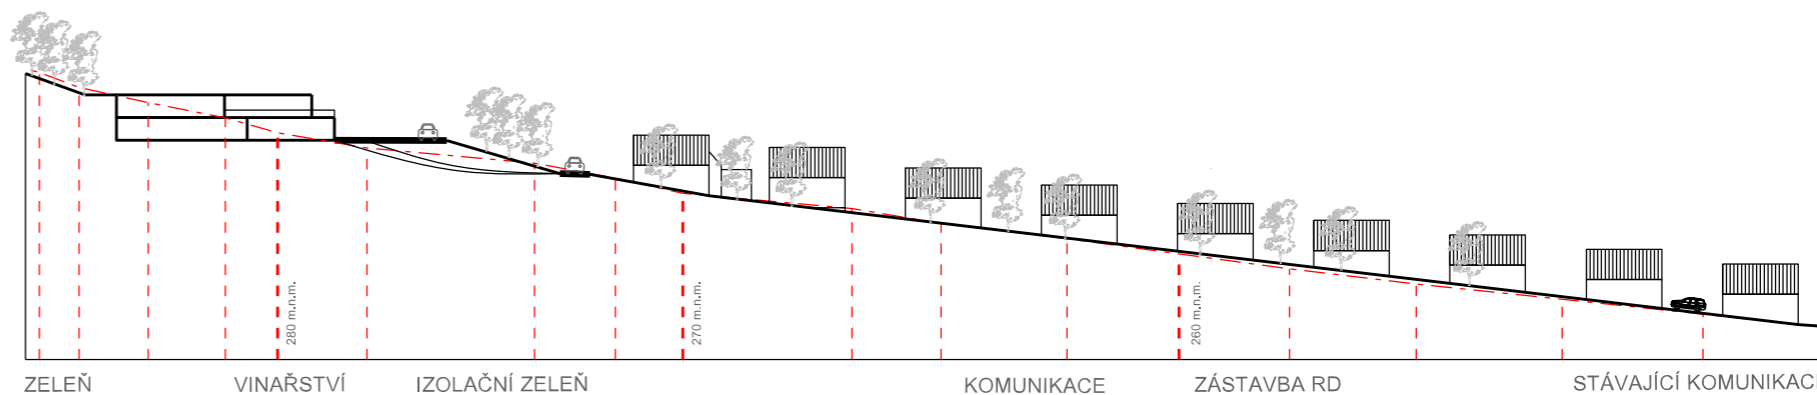 280 m.n.m.
270 m.n.m.
260 m.n.m.
ZELEŇ
VINAŘSTVÍ
IZOLAČNÍ ZELEŇ
KOMUNIKACE
ZÁSTAVBA RD
STÁVAJÍCÍ KOMUNIKAC